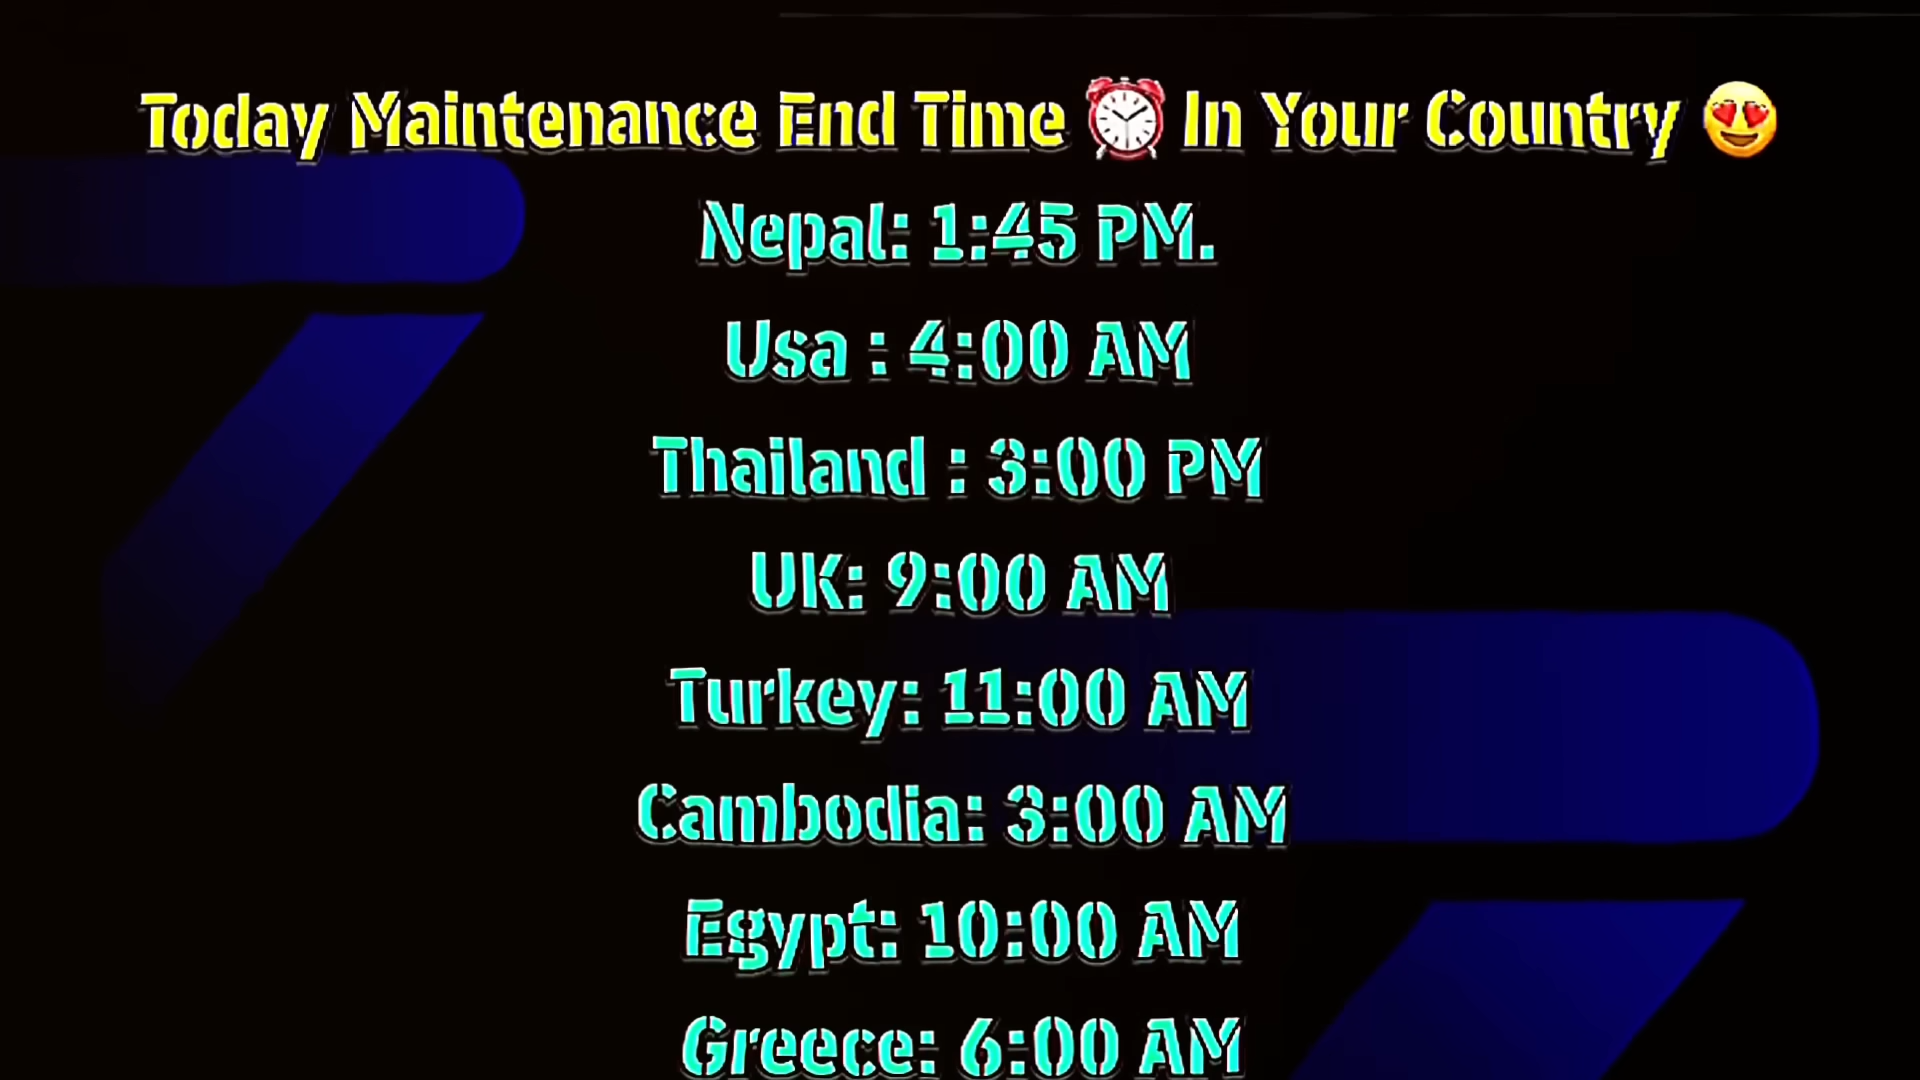 Today Maintenance End Time ⏰ In Your Country 😍
Nepal: 1:45 PM.
Usa : 4:00 AM
Thailand : 3:00 PM
UK: 9:00 AM
Turkey: 11:00 AM
Cambodia: 3:00 AM
Egypt: 10:00 AM
Greece: 6:00 AM